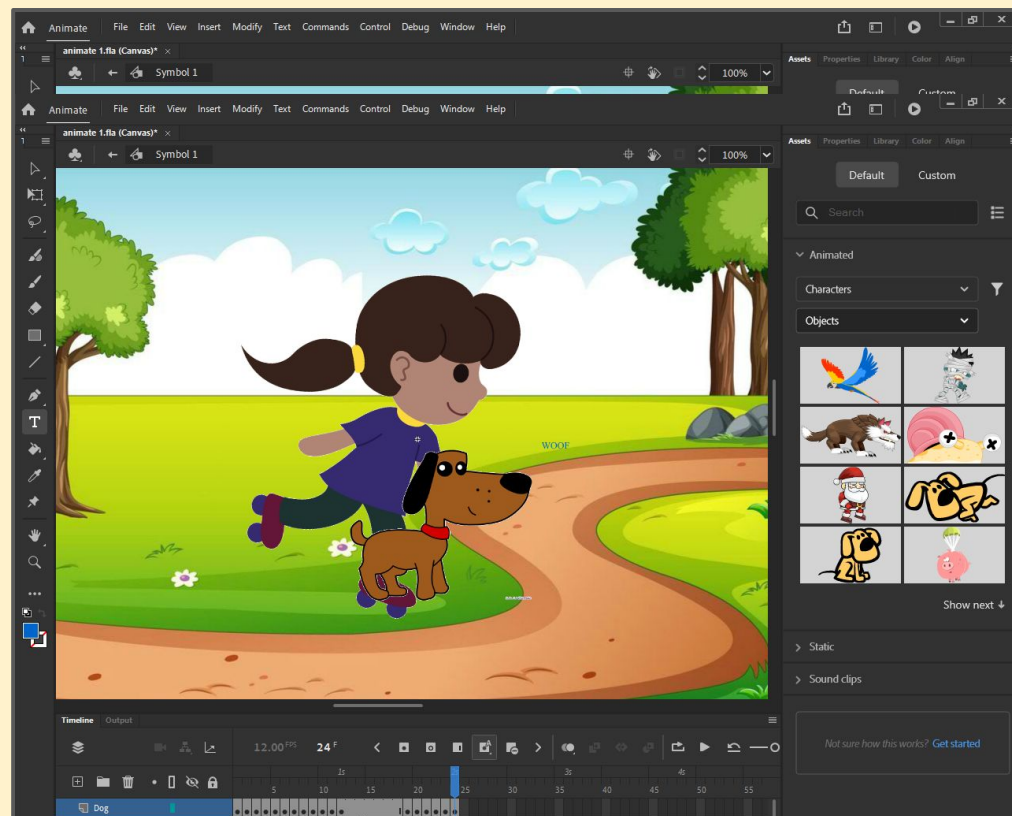 Animate File Edit View Insert Modify Text Commands Control Debug Window Help
animate 1.fla (Canvas)* ×
Assets Properties Library Color Align
Symbol 1 100%
Default Custom
Animate File Edit View Insert Modify Text Commands Control Debug Window Help
animate 1.fla (Canvas)* ×
Assets Properties Library Color Align
Symbol 1 100%
Default Custom
Search
Animated
Characters
Objects
WOOF
Show next
Static
Sound clips
Not sure how this works? Get started
Timeline Output
12.00 FPS 24 F
1s 3s 4s
5 10 15 20 25 30 35 40 45 50 55
Dog